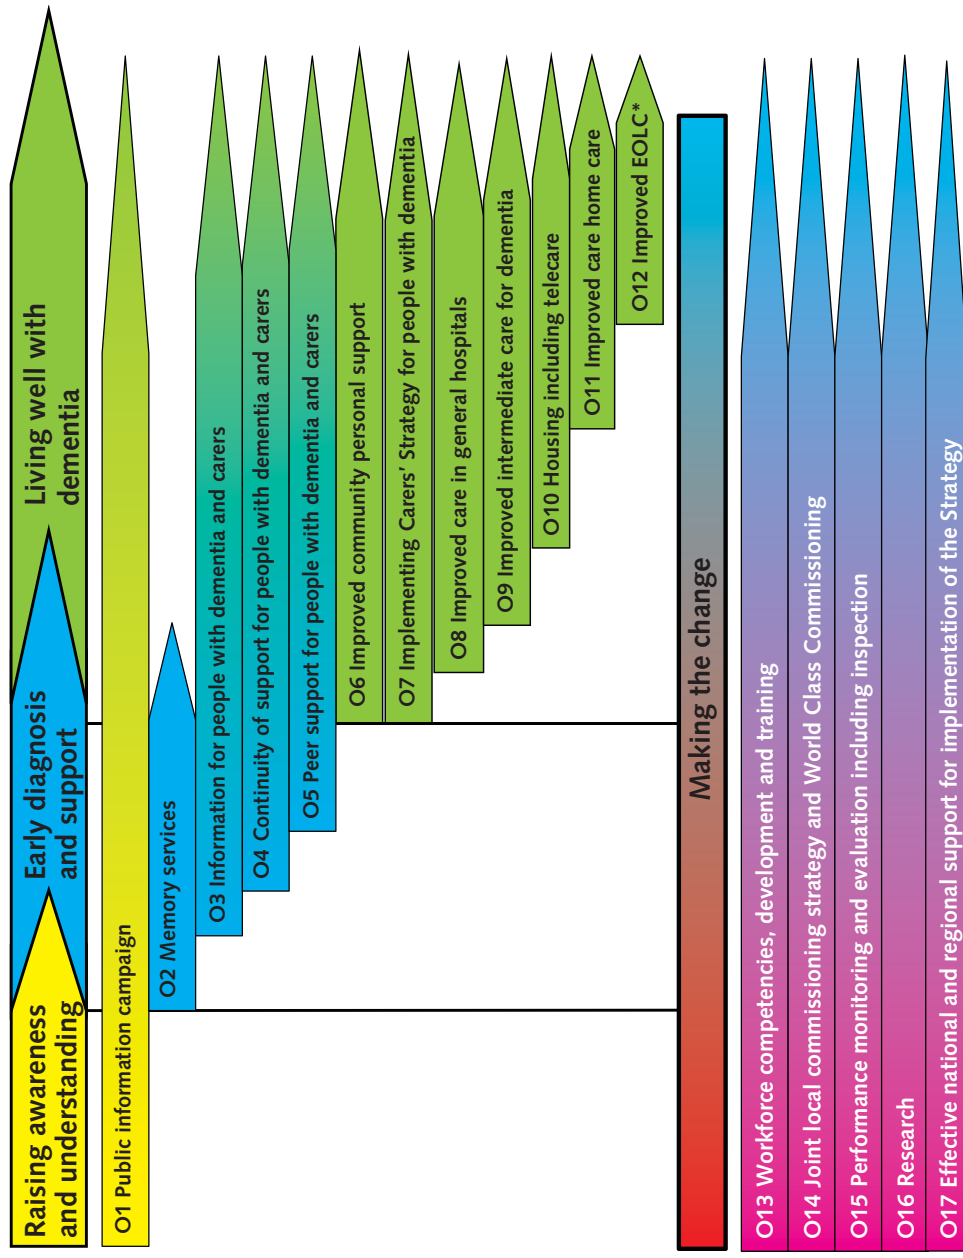 Raising awareness
and understanding
Early diagnosis
and support
Living well with
dementia
O1 Public information campaign
O2 Memory services
O3 Information for people with dementia and carers
O4 Continuity of support for people with dementia and carers
O5 Peer support for people with dementia and carers
O6 Improved community personal support
O7 Implementing Carers' Strategy for people with dementia
O8 Improved care in general hospitals
O9 Improved intermediate care for dementia
O10 Housing including telecare
O11 Improved care home care
O12 Improved EOLC*
Making the change
O13 Workforce competencies, development and training
O14 Joint local commissioning strategy and World Class Commissioning
O15 Performance monitoring and evaluation including inspection
O16 Research
O17 Effective national and regional support for implementation of the Strategy